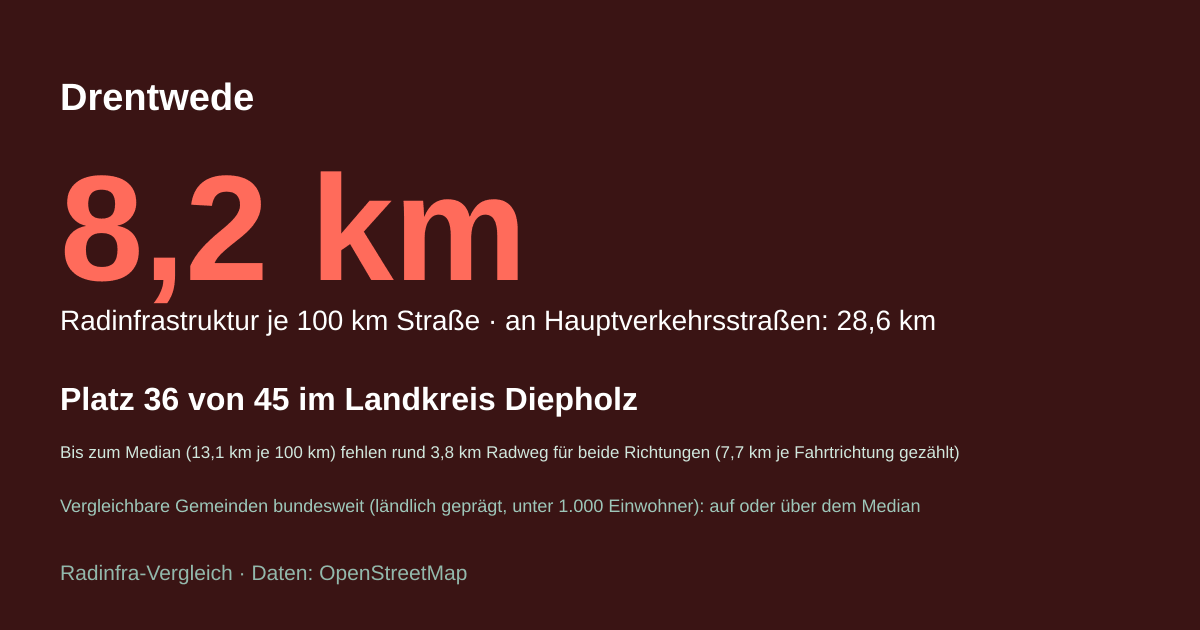 Drentwede
8,2 km
Radinfrastruktur je 100 km Straße · an Hauptverkehrsstraßen: 28,6 km
Platz 36 von 45 im Landkreis Diepholz
Bis zum Median (13,1 km je 100 km) fehlen rund 3,8 km Radweg für beide Richtungen (7,7 km je Fahrtrichtung gezählt)
Vergleichbare Gemeinden bundesweit (ländlich geprägt, unter 1.000 Einwohner): auf oder über dem Median
Radinfra-Vergleich · Daten: OpenStreetMap